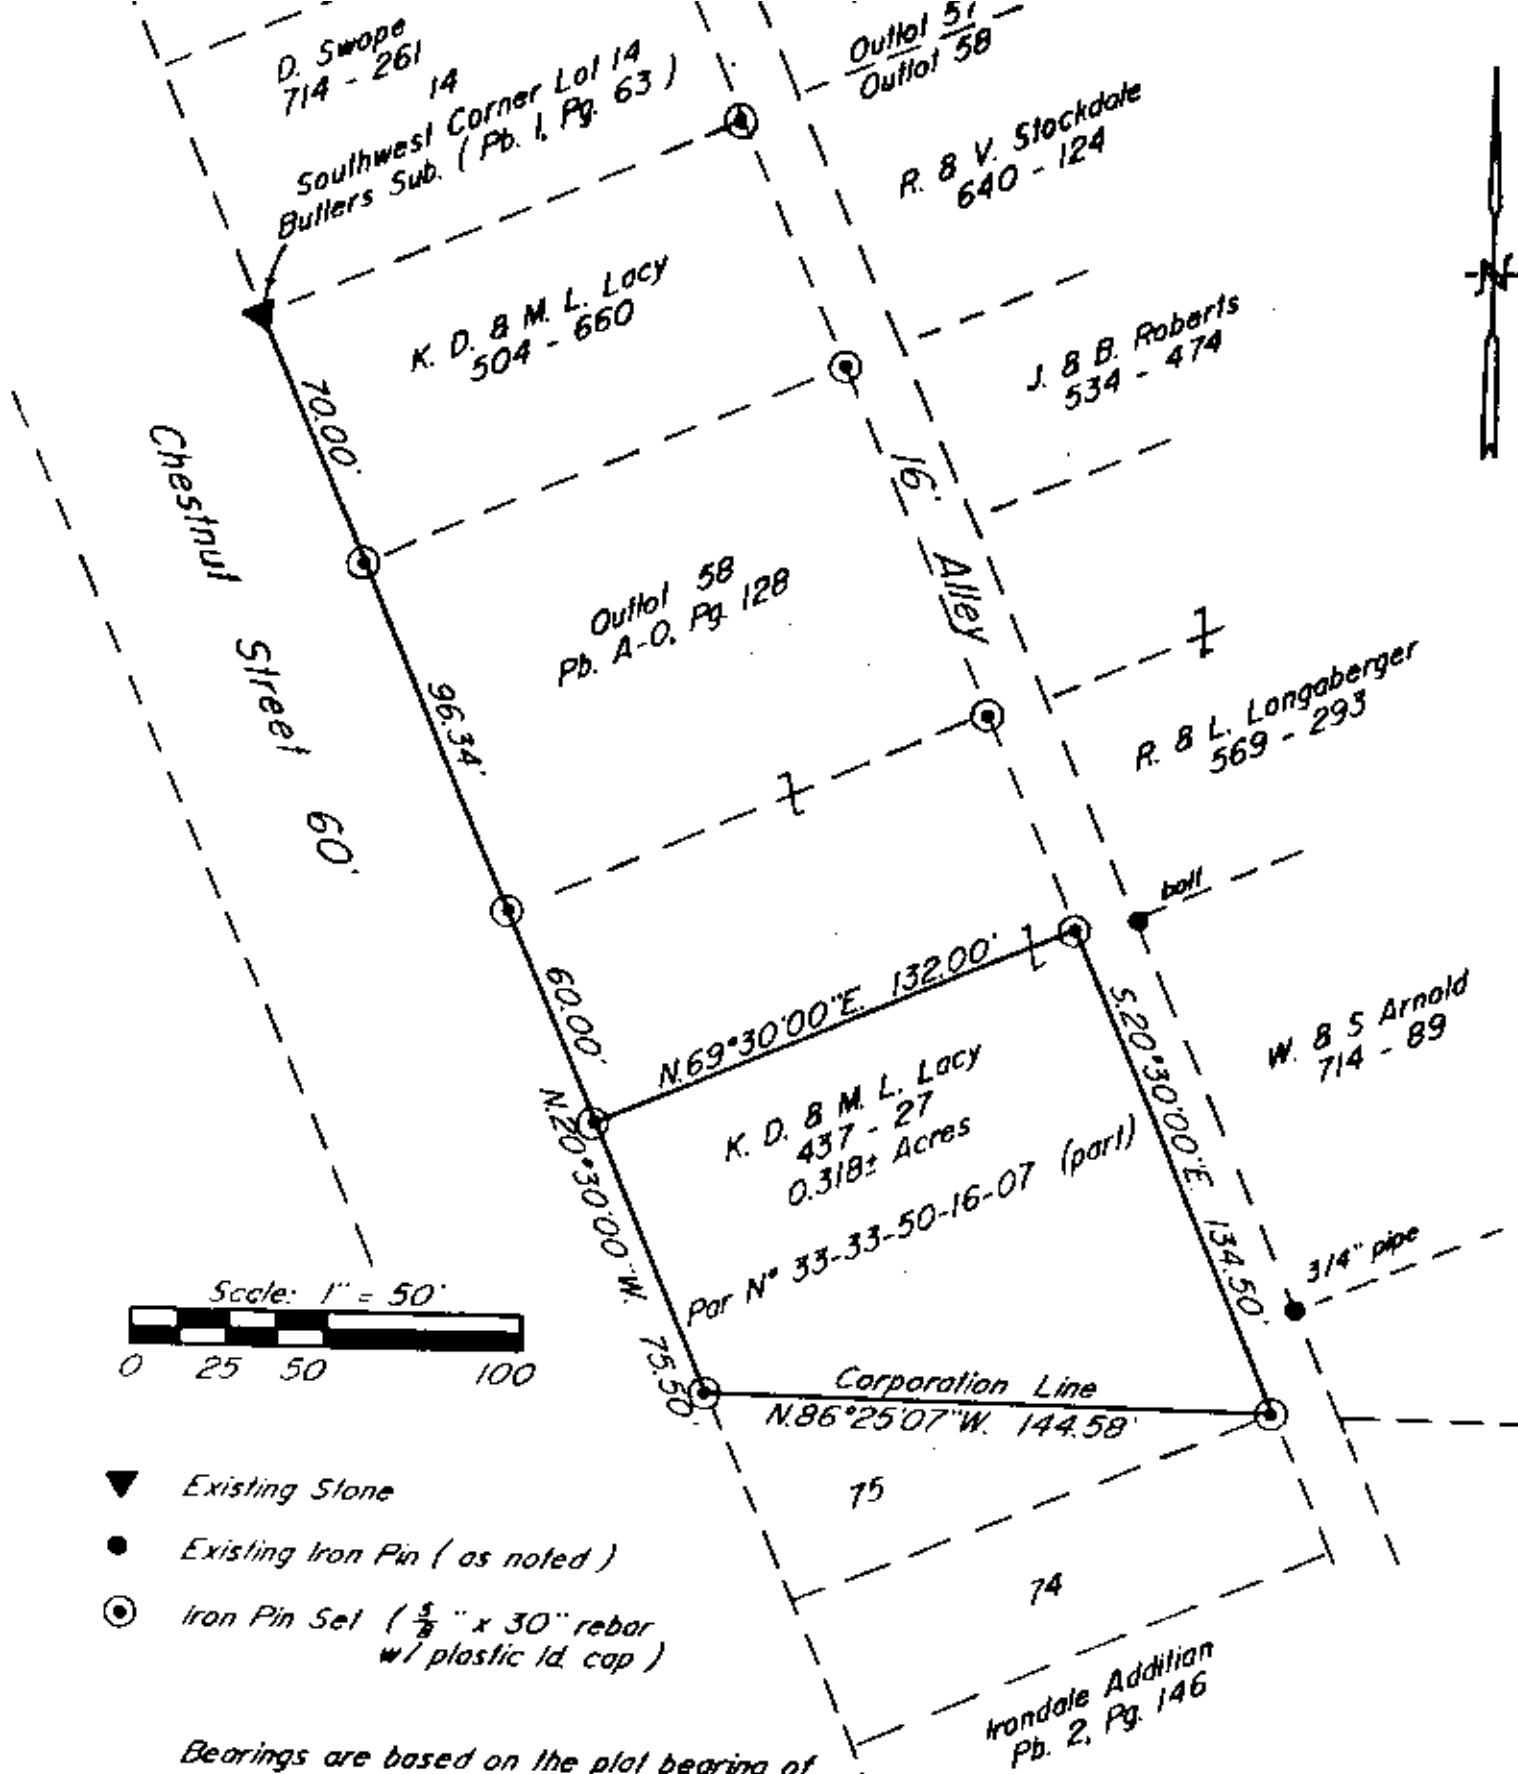 D. Swope
714 - 261
14
Southwest Corner Lot 14
Butlers Sub. ( Pb. 1, Pg. 63 )
Outlot 57
Outlot 58
R. & V. Stockdale
640 - 124
K. D. & M. L. Lacy
504 - 660
J. & B. Roberts
534 - 474
N
70.00'
Chestnut Street 60'
16' Alley
Outlot 58
Pb. A-0, Pg. 128
96.34'
R. & L. Longaberger
569 - 293
bolt
60.00'
N.69°30'00"E. 132.00'
S.20°30'00"E. 134.50'
W. & S Arnold
714 - 89
K. D. & M. L. Lacy
437 - 27
0.318± Acres
Par Nº 33-33-50-16-07 (part)
N.20°30'00"W. 75.50'
3/4" pipe
Scale: 1" = 50'
0 25 50 100
Corporation Line
N.86°25'07"W. 144.58'
75
Existing Stone
Existing Iron Pin ( as noted )
Iron Pin Set ( 5/8 " x 30" rebar
w/ plastic Id. cap )
74
Irondale Addition
Pb. 2, Pg. 146
Bearings are based on the plat bearing of